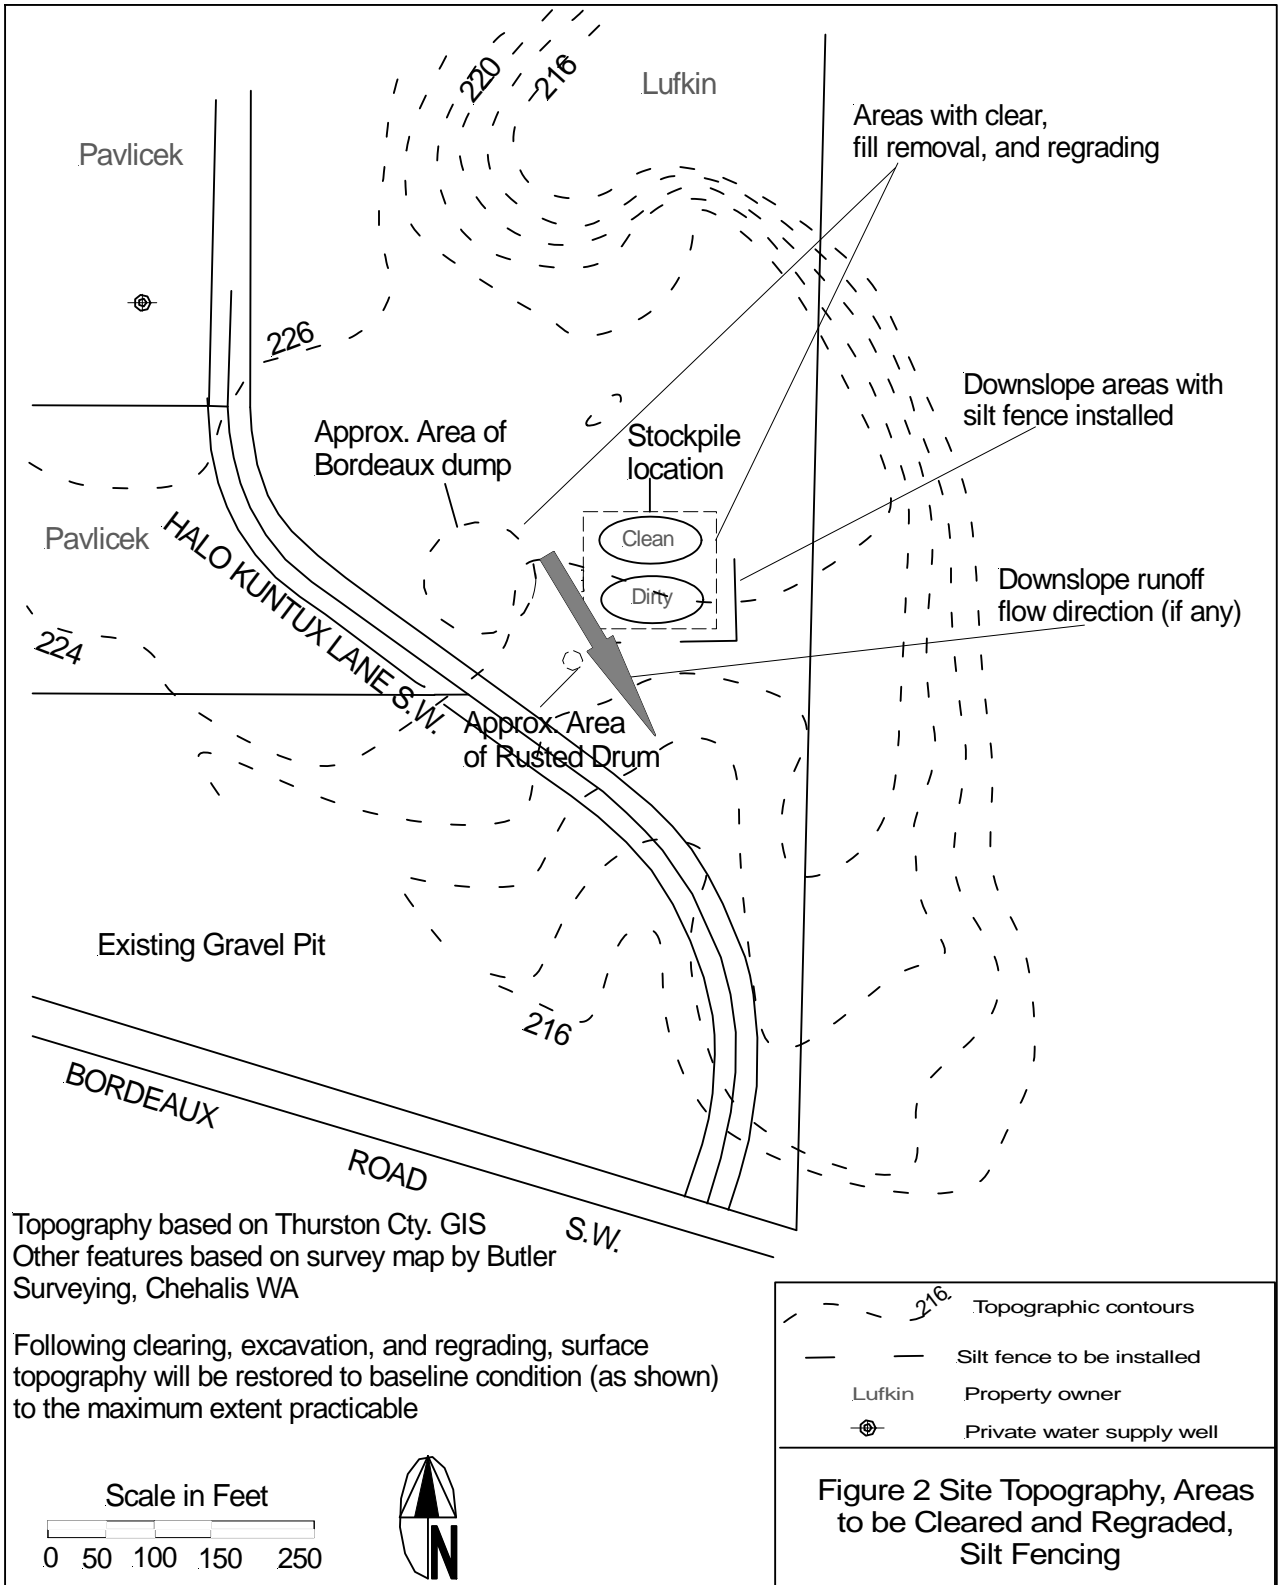 220
216
Lufkin
Areas with clear,
fill removal, and regrading
Pavlicek
226
Downslope areas with
silt fence installed
Approx. Area of
Bordeaux dump
Stockpile
location
Clean
Dirty
Pavlicek
HALO KUNTUX LANE S.W.
Downslope runoff
flow direction (if any)
224
Approx. Area
of Rusted Drum
Existing Gravel Pit
216
BORDEAUX
ROAD
S.W.
Topography based on Thurston Cty. GIS
Other features based on survey map by Butler
Surveying, Chehalis WA
Following clearing, excavation, and regrading, surface
topography will be restored to baseline condition (as shown)
to the maximum extent practicable
Scale in Feet
0 50 100 150 250
N
216
Topographic contours
Silt fence to be installed
Lufkin Property owner
Private water supply well
Figure 2 Site Topography, Areas
to be Cleared and Regraded,
Silt Fencing